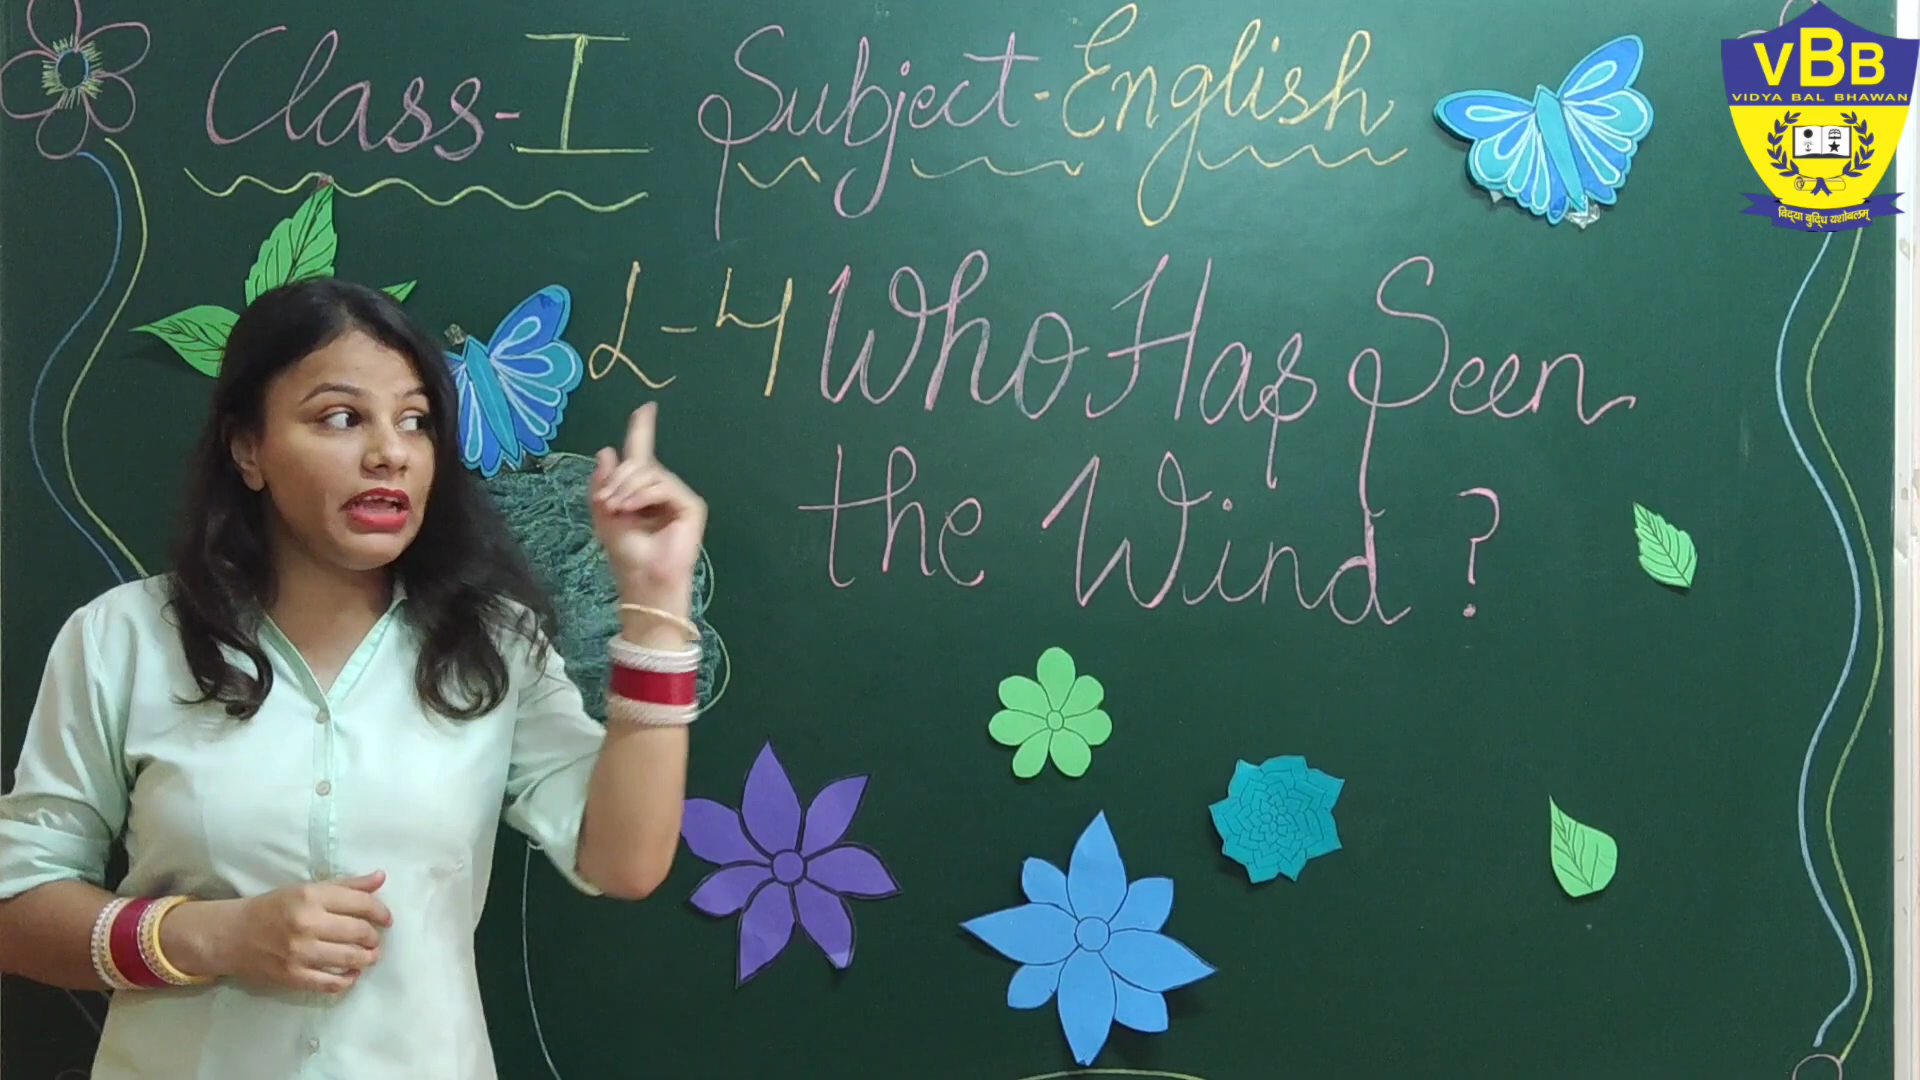 Class-I Subject-English
L-4 Who Has Seen
the Wind ?
VBB
VIDYA BAL BHAWAN
विद्या बुद्धि यशोबलम्